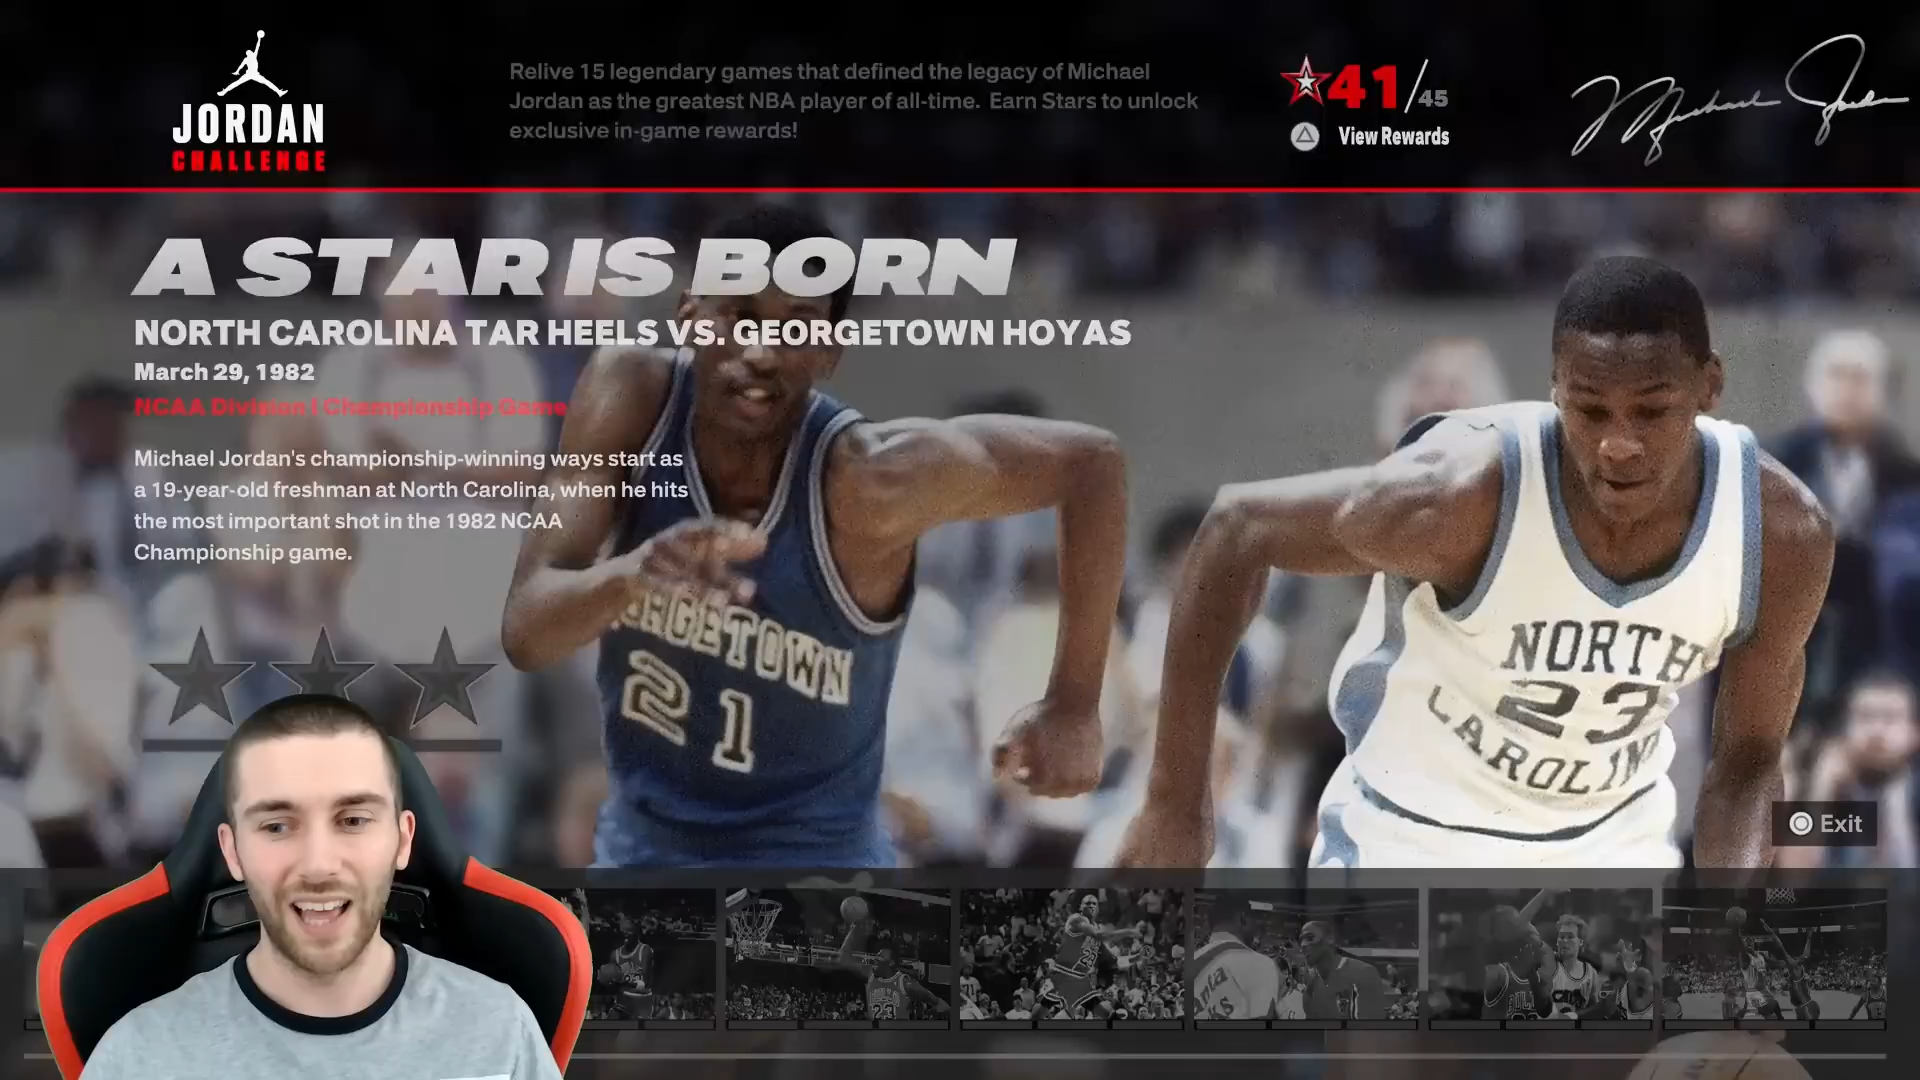 JORDAN
CHALLENGE
Relive 15 legendary games that defined the legacy of Michael
Jordan as the greatest NBA player of all-time. Earn Stars to unlock
exclusive in-game rewards!
41/45
View Rewards
Michael Jordan
A STAR IS BORN
NORTH CAROLINA TAR HEELS VS. GEORGETOWN HOYAS
March 29, 1982
NCAA Division I Championship Game
Michael Jordan's championship-winning ways start as
a 19-year-old freshman at North Carolina, when he hits
the most important shot in the 1982 NCAA
Championship game.
RGETOWN
21
NORTH
23
CAROLINA
Exit
23